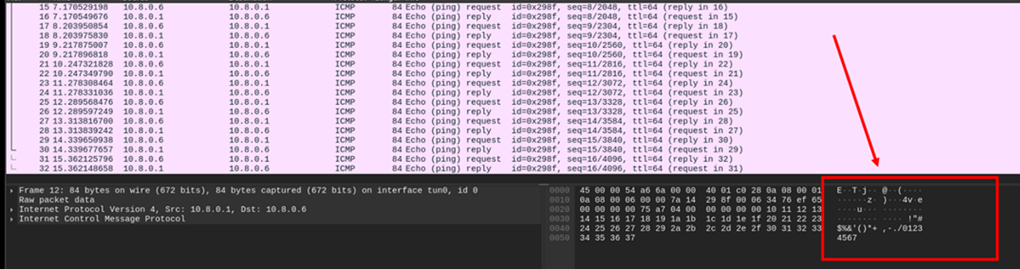 15 7.170529198 10.8.0.6 10.8.0.1 ICMP 84 Echo (ping) request id=0x298f, seq=8/2048, ttl=64 (reply in 16)
16 7.170549676 10.8.0.1 10.8.0.6 ICMP 84 Echo (ping) reply id=0x298f, seq=8/2048, ttl=64 (request in 15)
17 8.203950854 10.8.0.6 10.8.0.1 ICMP 84 Echo (ping) request id=0x298f, seq=9/2304, ttl=64 (reply in 18)
18 8.203975830 10.8.0.1 10.8.0.6 ICMP 84 Echo (ping) reply id=0x298f, seq=9/2304, ttl=64 (request in 17)
19 9.217875007 10.8.0.6 10.8.0.1 ICMP 84 Echo (ping) request id=0x298f, seq=10/2560, ttl=64 (reply in 20)
20 9.217896818 10.8.0.1 10.8.0.6 ICMP 84 Echo (ping) reply id=0x298f, seq=10/2560, ttl=64 (request in 19)
21 10.247321828 10.8.0.6 10.8.0.1 ICMP 84 Echo (ping) request id=0x298f, seq=11/2816, ttl=64 (reply in 22)
22 10.247349790 10.8.0.1 10.8.0.6 ICMP 84 Echo (ping) reply id=0x298f, seq=11/2816, ttl=64 (request in 21)
23 11.278308464 10.8.0.6 10.8.0.1 ICMP 84 Echo (ping) request id=0x298f, seq=12/3072, ttl=64 (reply in 24)
24 11.278331036 10.8.0.1 10.8.0.6 ICMP 84 Echo (ping) reply id=0x298f, seq=12/3072, ttl=64 (request in 23)
25 12.289568476 10.8.0.6 10.8.0.1 ICMP 84 Echo (ping) request id=0x298f, seq=13/3328, ttl=64 (reply in 26)
26 12.289597249 10.8.0.1 10.8.0.6 ICMP 84 Echo (ping) reply id=0x298f, seq=13/3328, ttl=64 (request in 25)
27 13.313816700 10.8.0.6 10.8.0.1 ICMP 84 Echo (ping) request id=0x298f, seq=14/3584, ttl=64 (reply in 28)
28 13.313839242 10.8.0.1 10.8.0.6 ICMP 84 Echo (ping) reply id=0x298f, seq=14/3584, ttl=64 (request in 27)
29 14.339650938 10.8.0.6 10.8.0.1 ICMP 84 Echo (ping) request id=0x298f, seq=15/3840, ttl=64 (reply in 30)
30 14.339677657 10.8.0.1 10.8.0.6 ICMP 84 Echo (ping) reply id=0x298f, seq=15/3840, ttl=64 (request in 29)
31 15.362125796 10.8.0.6 10.8.0.1 ICMP 84 Echo (ping) request id=0x298f, seq=16/4096, ttl=64 (reply in 32)
32 15.362148658 10.8.0.1 10.8.0.6 ICMP 84 Echo (ping) reply id=0x298f, seq=16/4096, ttl=64 (request in 31)
Frame 12: 84 bytes on wire (672 bits), 84 bytes captured (672 bits) on interface tun0, id 0
Raw packet data
Internet Protocol Version 4, Src: 10.8.0.1, Dst: 10.8.0.6
Internet Control Message Protocol
0000 45 00 00 54 a6 6a 00 00 40 01 c0 28 0a 08 00 01 E··T·j·· @··(····
0010 0a 08 00 06 00 00 7a 14 29 8f 00 06 34 76 ef 65 ······z· )···4v·e
0020 00 00 00 00 75 a7 04 00 00 00 00 00 10 11 12 13 ····u··· ········
0030 14 15 16 17 18 19 1a 1b 1c 1d 1e 1f 20 21 22 23 ········ ···· !"#
0040 24 25 26 27 28 29 2a 2b 2c 2d 2e 2f 30 31 32 33 $%&'()*+ ,-./0123
0050 34 35 36 37 4567